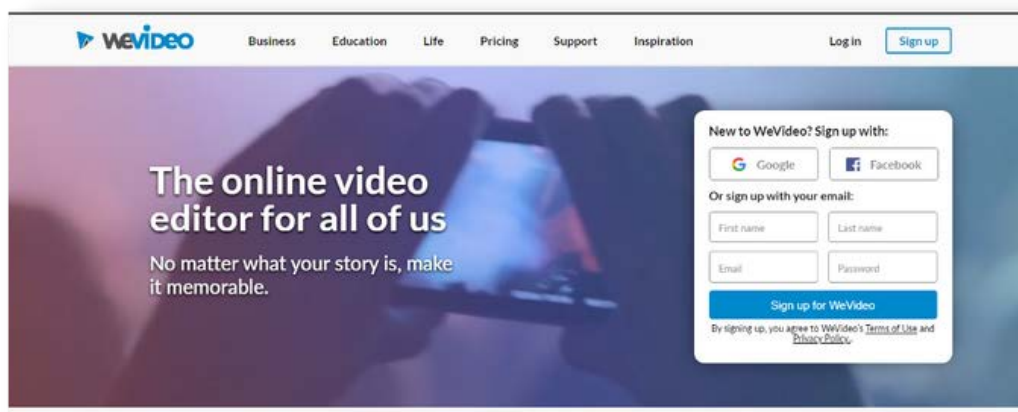 WeVideo
Business Education Life Pricing Support Inspiration
Log in Sign up
The online video
editor for all of us
No matter what your story is, make
it memorable.
New to WeVideo? Sign up with:
Google Facebook
Or sign up with your email:
First name Last name
Email Password
Sign up for WeVideo
By signing up, you agree to WeVideo's Terms of Use and
Privacy Policy.